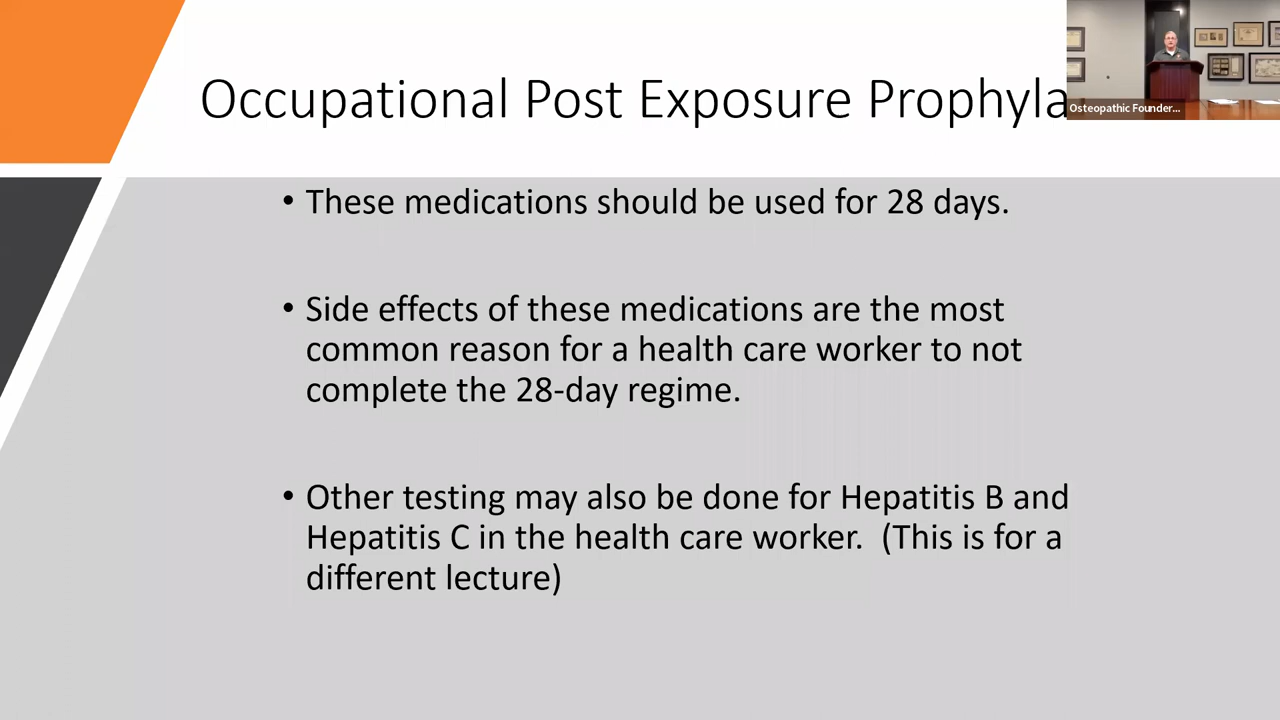 Occupational Post Exposure Prophyla
Osteopathic Founder...
• These medications should be used for 28 days.
• Side effects of these medications are the most
common reason for a health care worker to not
complete the 28-day regime.
• Other testing may also be done for Hepatitis B and
Hepatitis C in the health care worker.  (This is for a
different lecture)